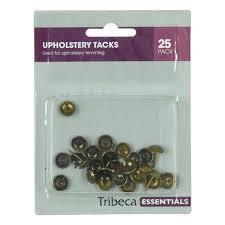 UPHOLSTERY TACKS
Used for upholstery trimming
25
PACK
Tribeca ESSENTIALS